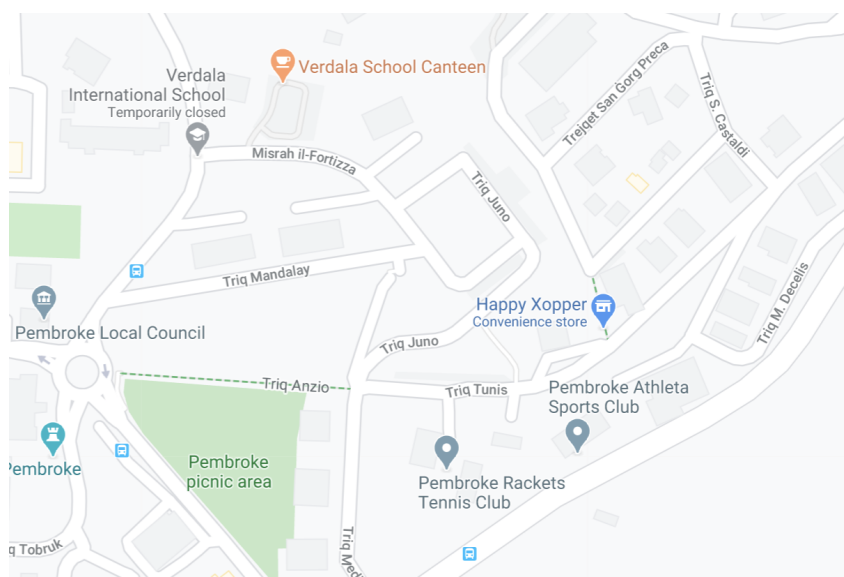 Verdala School Canteen
Verdala
International School
Temporarily closed
Misrah il-Fortizza
Trejqet San Gorg Preca
Triq S. Castaldi
Triq Juno
Triq Mandalay
Happy Xopper
Convenience store
Triq M. Decelis
Pembroke Local Council
Triq Juno
Triq Anzio
Triq Tunis
Pembroke Athleta
Sports Club
Pembroke
Pembroke
picnic area
Pembroke Rackets
Tennis Club
q Tobruk
Triq Med